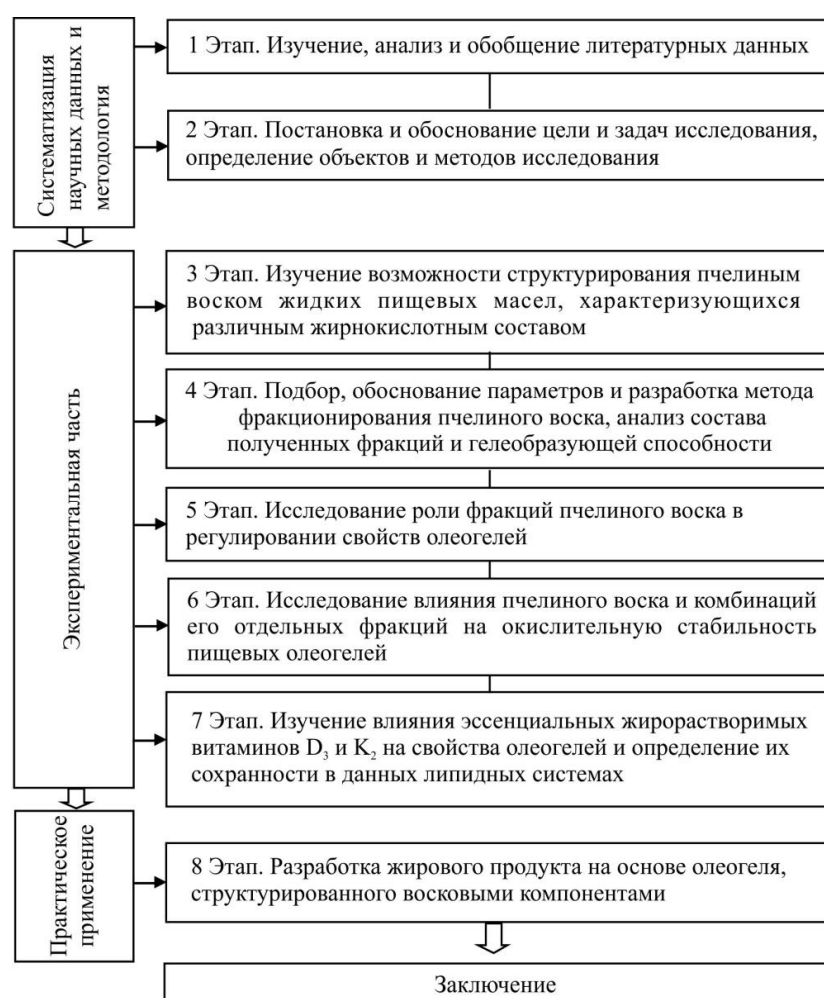 Систематизация
научных данных и
методология
1 Этап. Изучение, анализ и обобщение литературных данных
2 Этап. Постановка и обоснование цели и задач исследования,
определение объектов и методов исследования
Экспериментальная часть
3 Этап. Изучение возможности структурирования пчелиным
воском жидких пищевых масел, характеризующихся
различным жирнокислотным составом
4 Этап. Подбор, обоснование параметров и разработка метода
фракционирования пчелиного воска, анализ состава
полученных фракций и гелеобразующей способности
5 Этап. Исследование роли фракций пчелиного воска в
регулировании свойств олеогелей
6 Этап. Исследование влияния пчелиного воска и комбинаций
его отдельных фракций на окислительную стабильность
пищевых олеогелей
7 Этап. Изучение влияния эссенциальных жирорастворимых
витаминов D₃ и K₂ на свойства олеогелей и определение их
сохранности в данных липидных системах
Практическое
применение
8 Этап. Разработка жирового продукта на основе олеогеля,
структурированного восковыми компонентами
Заключение